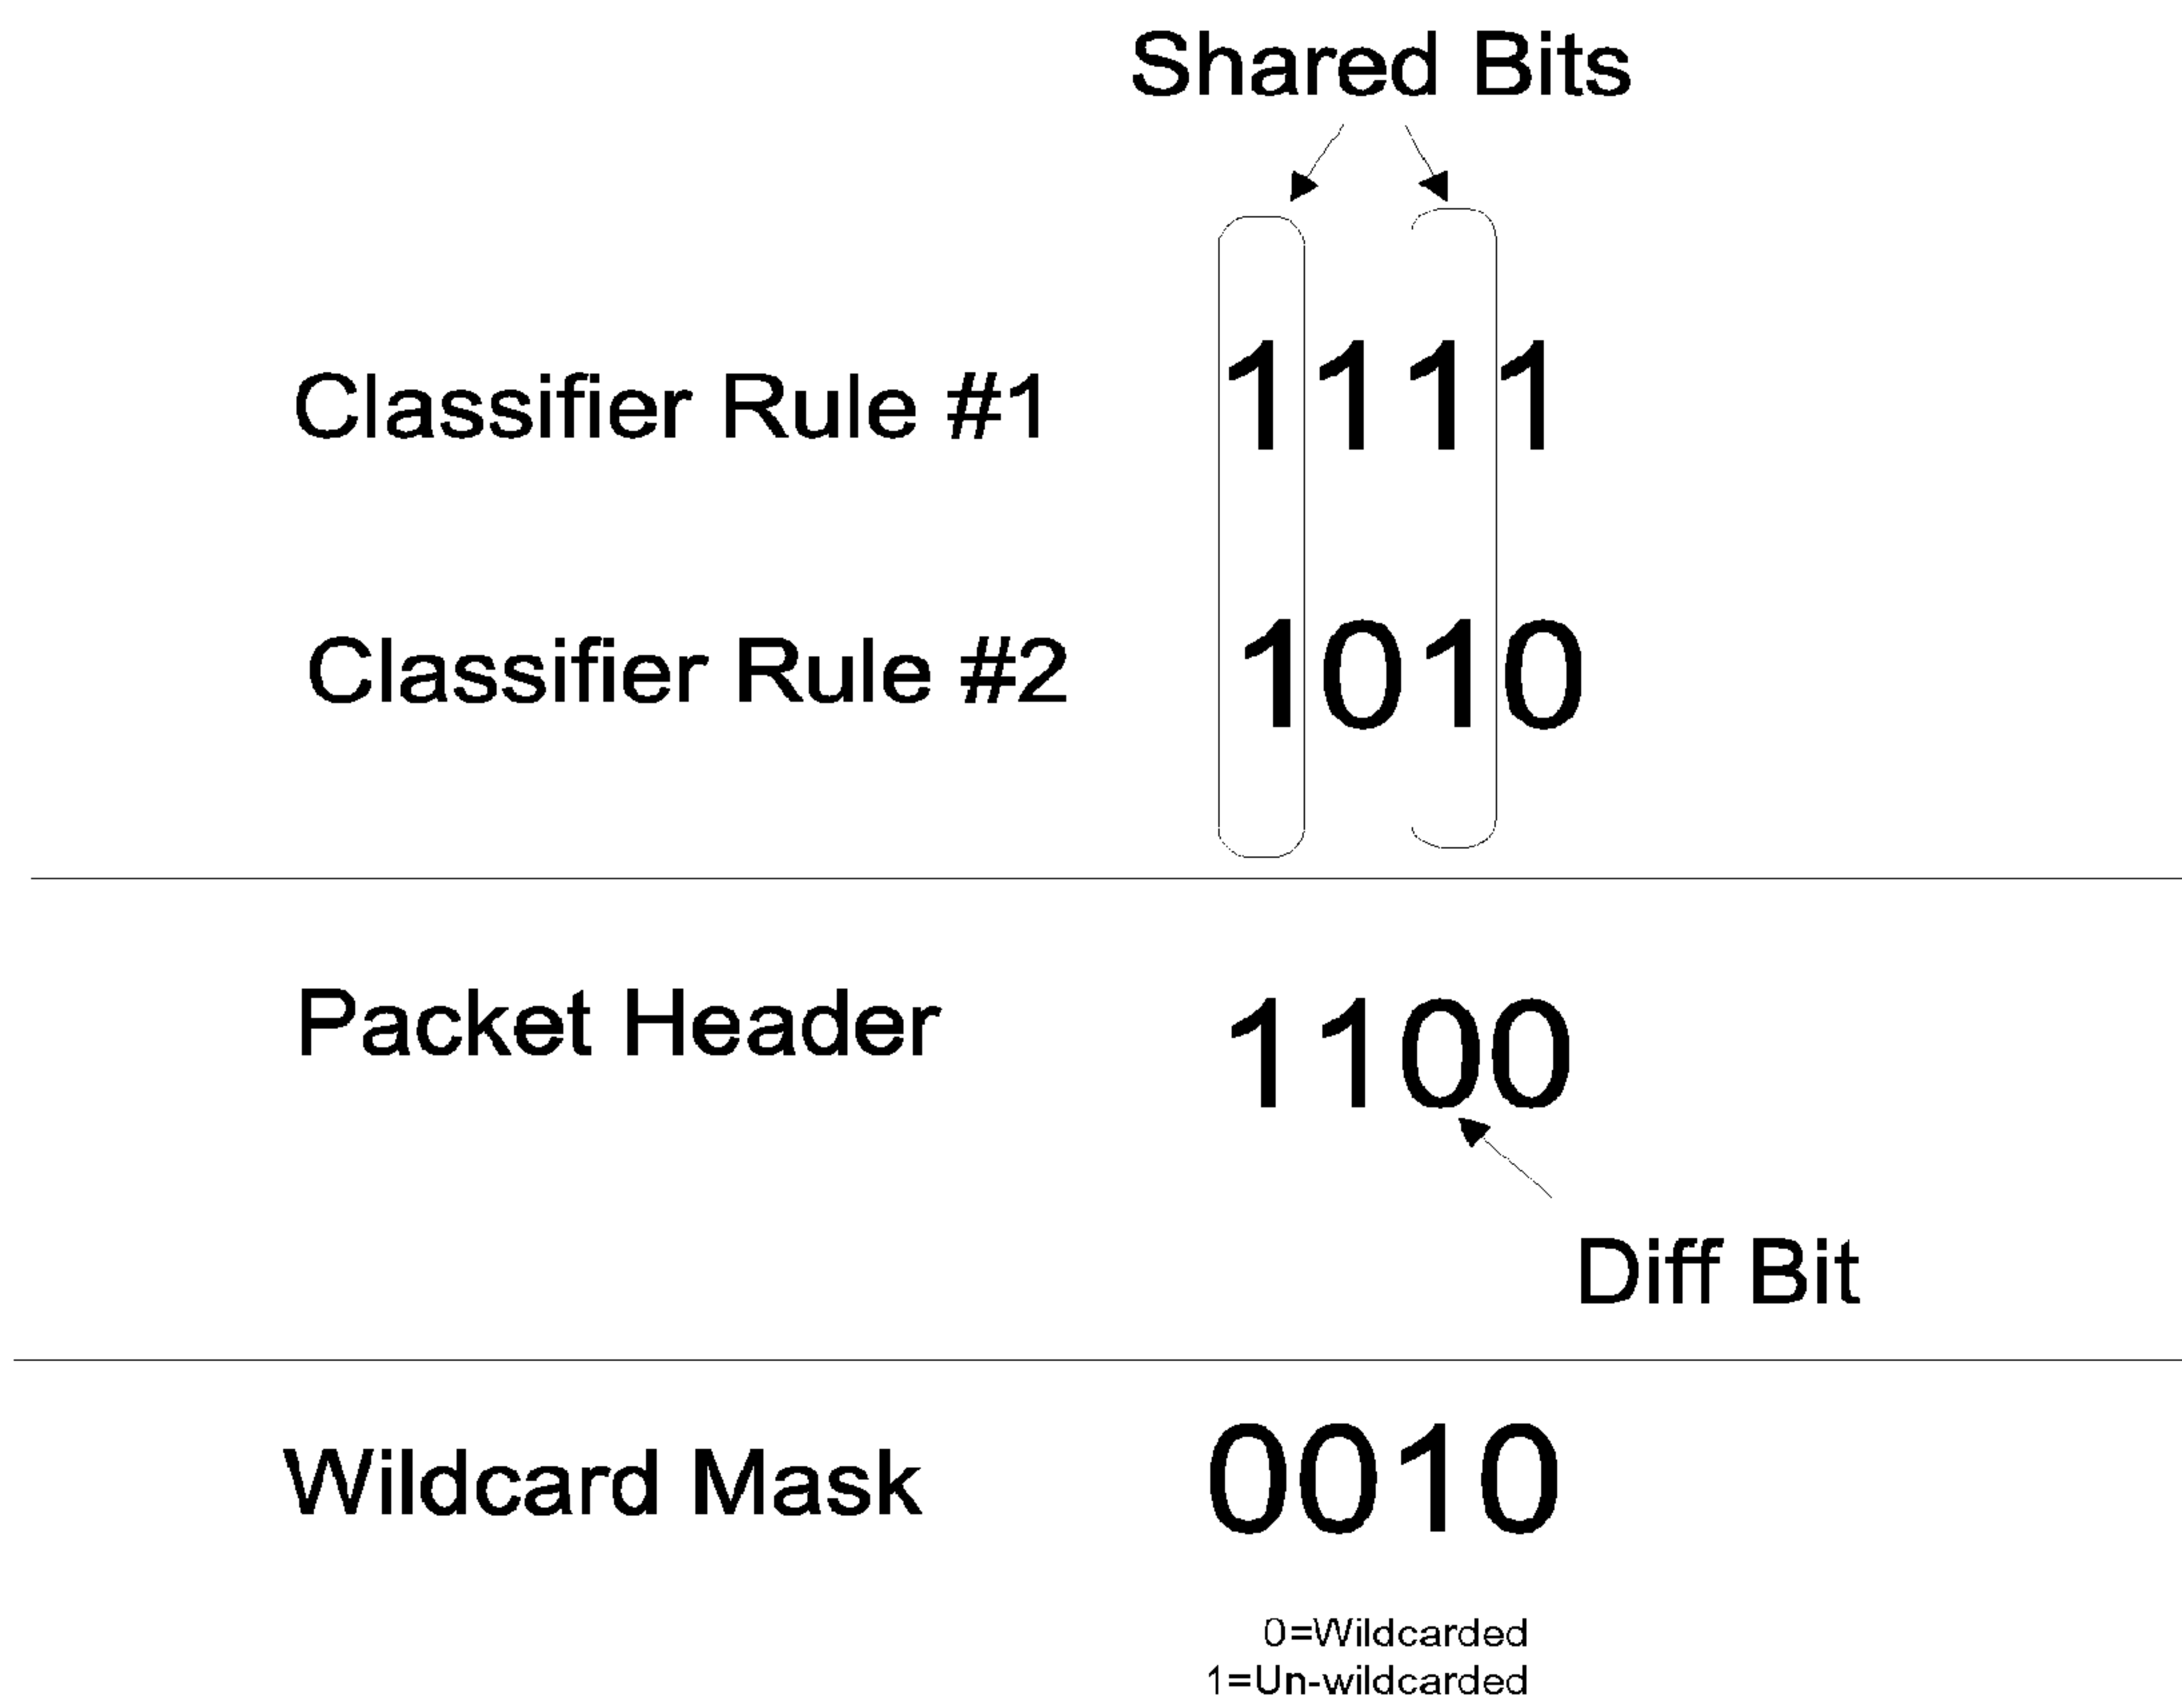 Shared Bits
Classifier Rule #1 1111
Classifier Rule #2 1010
Packet Header 1100
Diff Bit
Wildcard Mask 0010
0=Wildcarded
1=Un-wildcarded